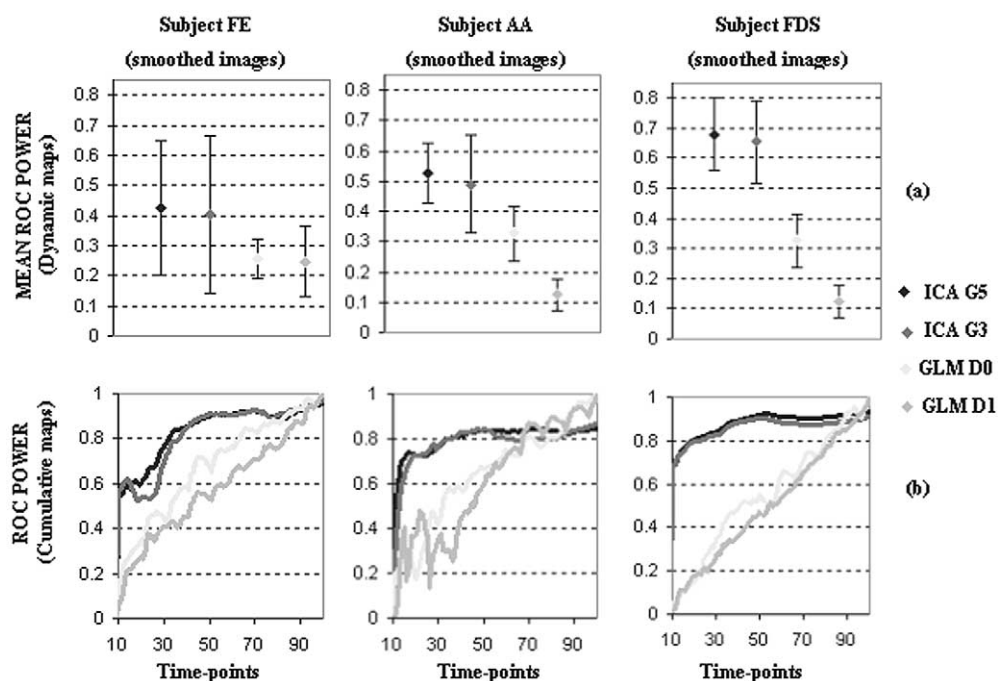 Subject FE
(smoothed images)
Subject AA
(smoothed images)
Subject FDS
(smoothed images)
MEAN ROC POWER
(Dynamic maps)
0.8
0.7
0.6
0.5
0.4
0.3
0.2
0.1
0
0.8
0.7
0.6
0.5
0.4
0.3
0.2
0.1
0
0.8
0.7
0.6
0.5
0.4
0.3
0.2
0.1
0
(a)
ICA G5
ICA G3
GLM D0
GLM D1
ROC POWER
(Cumulative maps)
1
0.8
0.6
0.4
0.2
0
10 30 50 70 90
Time-points
1
0.8
0.6
0.4
0.2
0
10 30 50 70 90
Time-points
1
0.8
0.6
0.4
0.2
0
10 30 50 70 90
Time-points
(b)